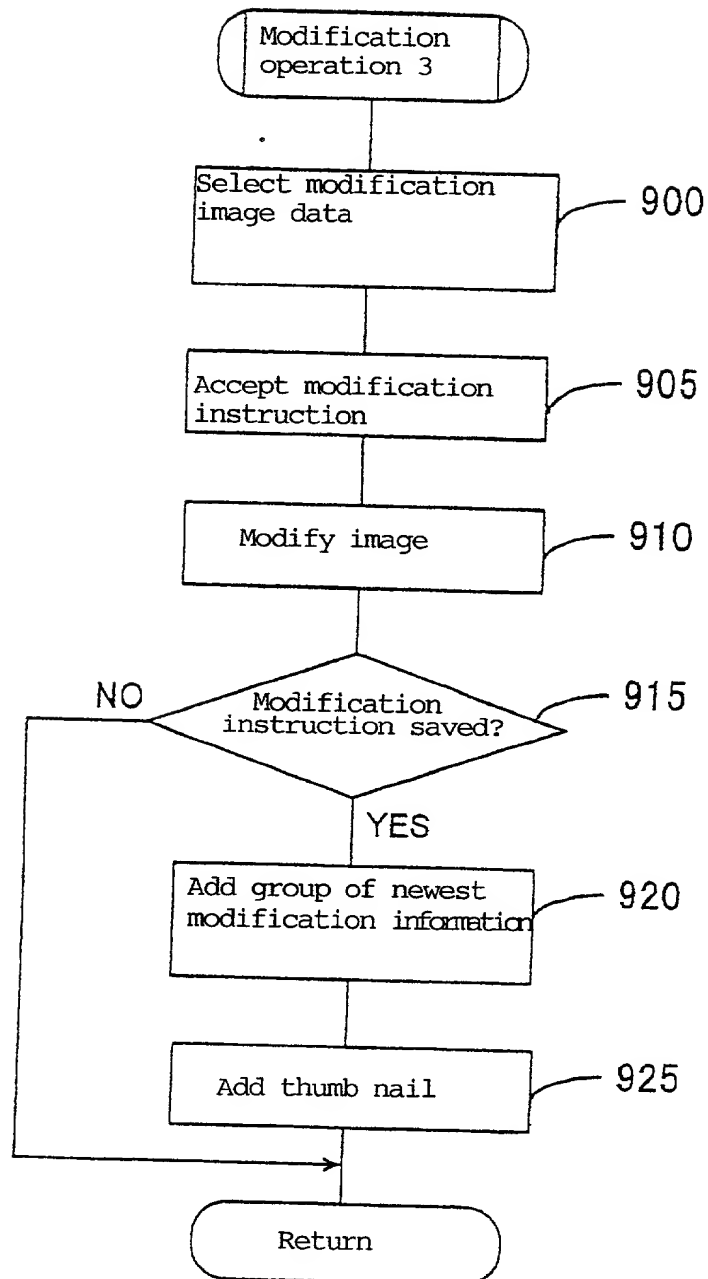 Modification
operation 3
Select modification
image data
900
Accept modification
instruction
905
Modify image
910
NO
Modification
instruction saved?
915
YES
Add group of newest
modification information
920
Add thumb nail
925
Return